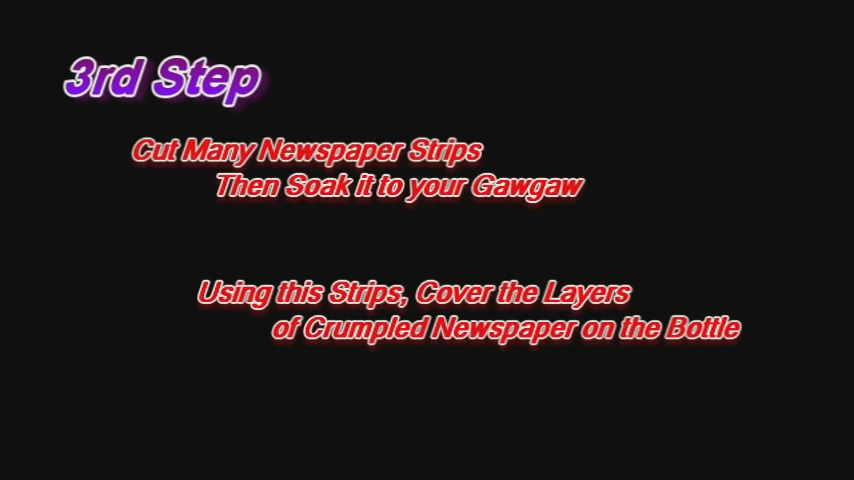 3rd Step
Cut Many Newspaper Strips
Then Soak it to your Gawgaw
Using this Strips, Cover the Layers
of Crumpled Newspaper on the Bottle